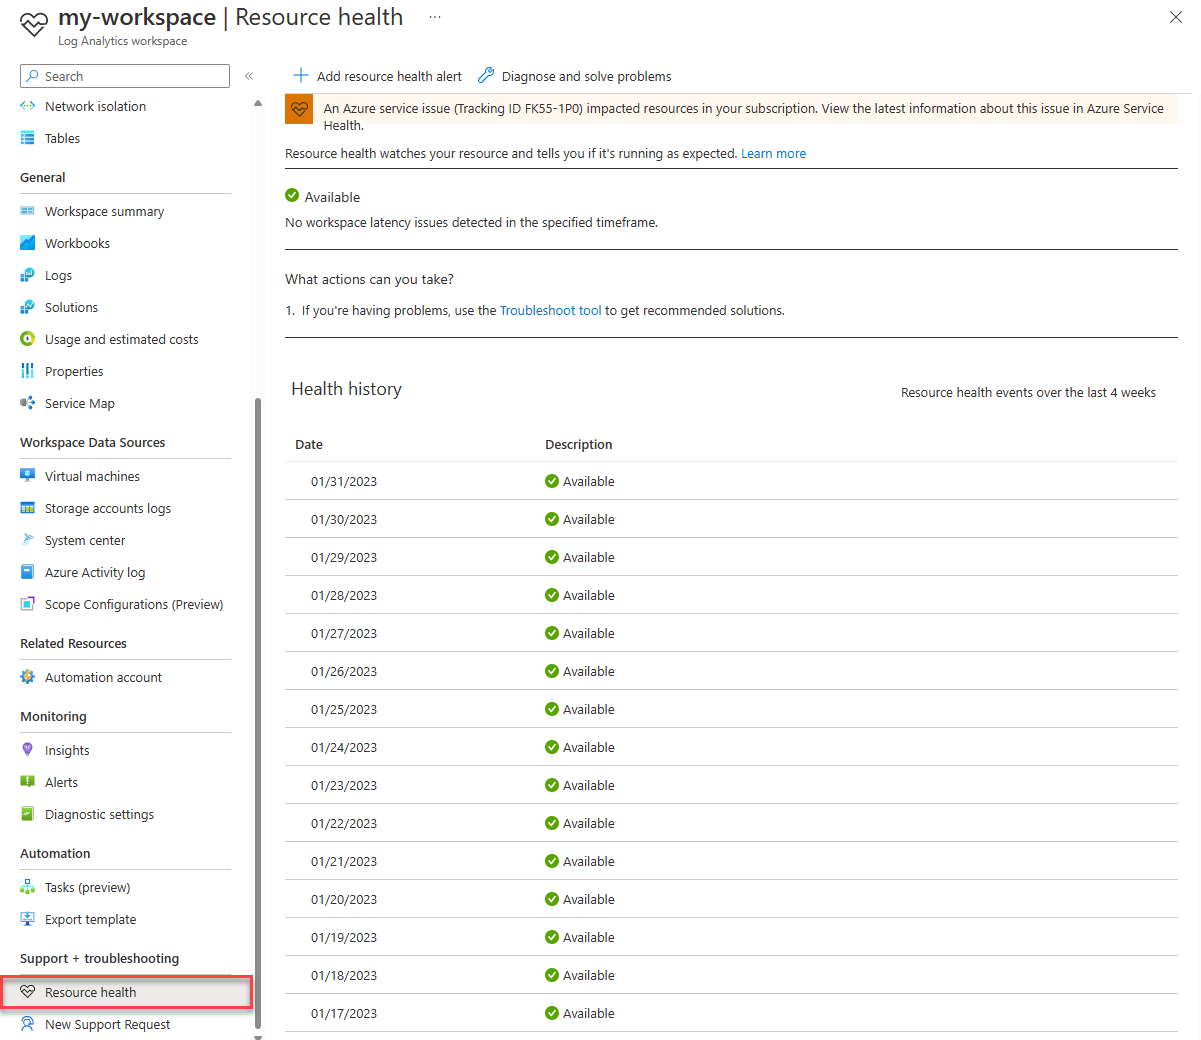 my-workspace | Resource health ...
Log Analytics workspace
Search
«
Network isolation
Tables
General
Workspace summary
Workbooks
Logs
Solutions
Usage and estimated costs
Properties
Service Map
Workspace Data Sources
Virtual machines
Storage accounts logs
System center
Azure Activity log
Scope Configurations (Preview)
Related Resources
Automation account
Monitoring
Insights
Alerts
Diagnostic settings
Automation
Tasks (preview)
Export template
Support + troubleshooting
Resource health
New Support Request
Add resource health alert
Diagnose and solve problems
An Azure service issue (Tracking ID FK55-1P0) impacted resources in your subscription. View the latest information about this issue in Azure Service
Health.
Resource health watches your resource and tells you if it's running as expected. Learn more
Available
No workspace latency issues detected in the specified timeframe.
What actions can you take?
1. If you're having problems, use the Troubleshoot tool to get recommended solutions.
Health history
Resource health events over the last 4 weeks
Date Description
01/31/2023 Available
01/30/2023 Available
01/29/2023 Available
01/28/2023 Available
01/27/2023 Available
01/26/2023 Available
01/25/2023 Available
01/24/2023 Available
01/23/2023 Available
01/22/2023 Available
01/21/2023 Available
01/20/2023 Available
01/19/2023 Available
01/18/2023 Available
01/17/2023 Available